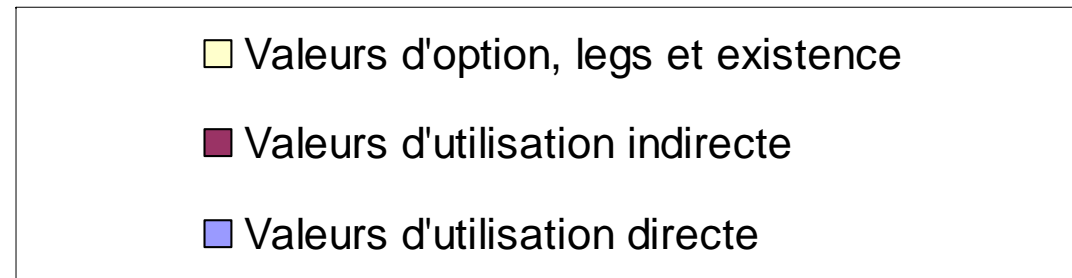 Valeurs d'option, legs et existence
Valeurs d'utilisation indirecte
Valeurs d'utilisation directe